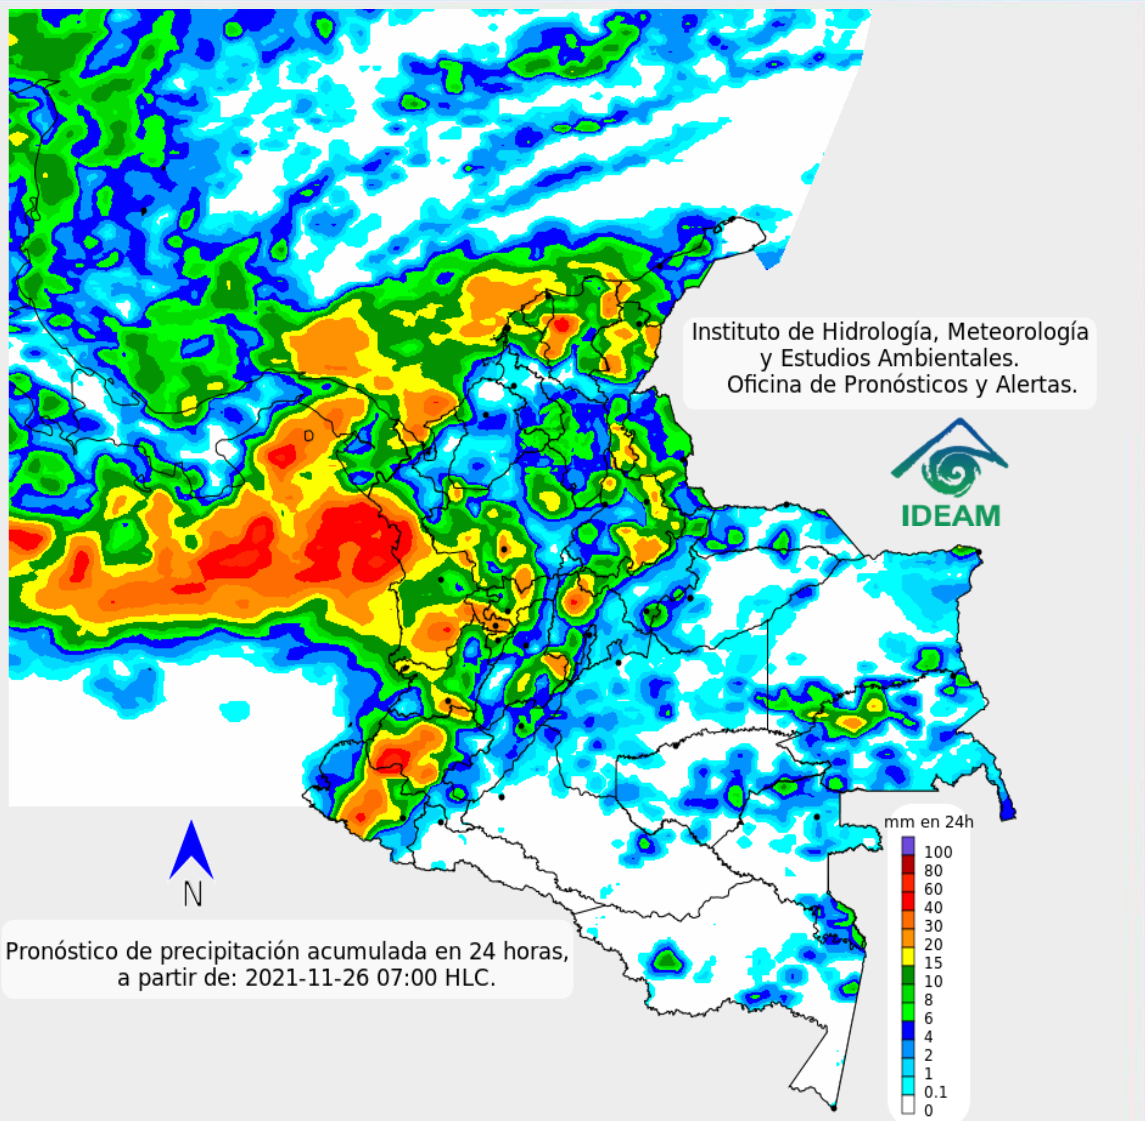 Instituto de Hidrología, Meteorología
y Estudios Ambientales.
Oficina de Pronósticos y Alertas.
IDEAM
mm en 24h
100
80
60
40
30
20
15
10
8
6
4
2
1
0.1
0
N
Pronóstico de precipitación acumulada en 24 horas,
a partir de: 2021-11-26 07:00 HLC.